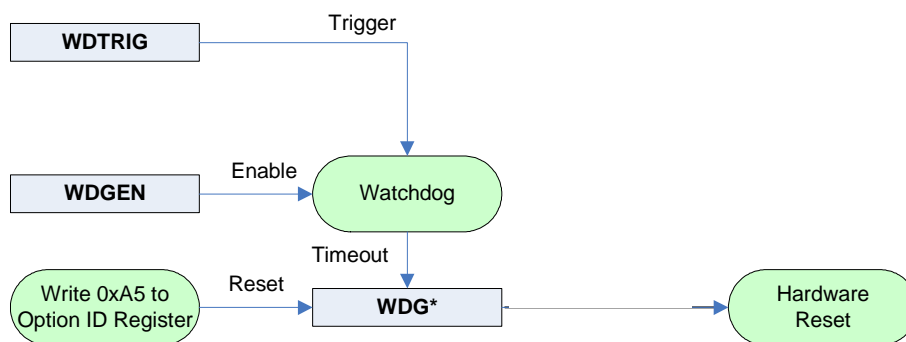 Trigger
WDTRIG
Enable
WDGEN
Watchdog
Timeout
Write 0xA5 to
Option ID Register
Reset
WDG*
Hardware
Reset